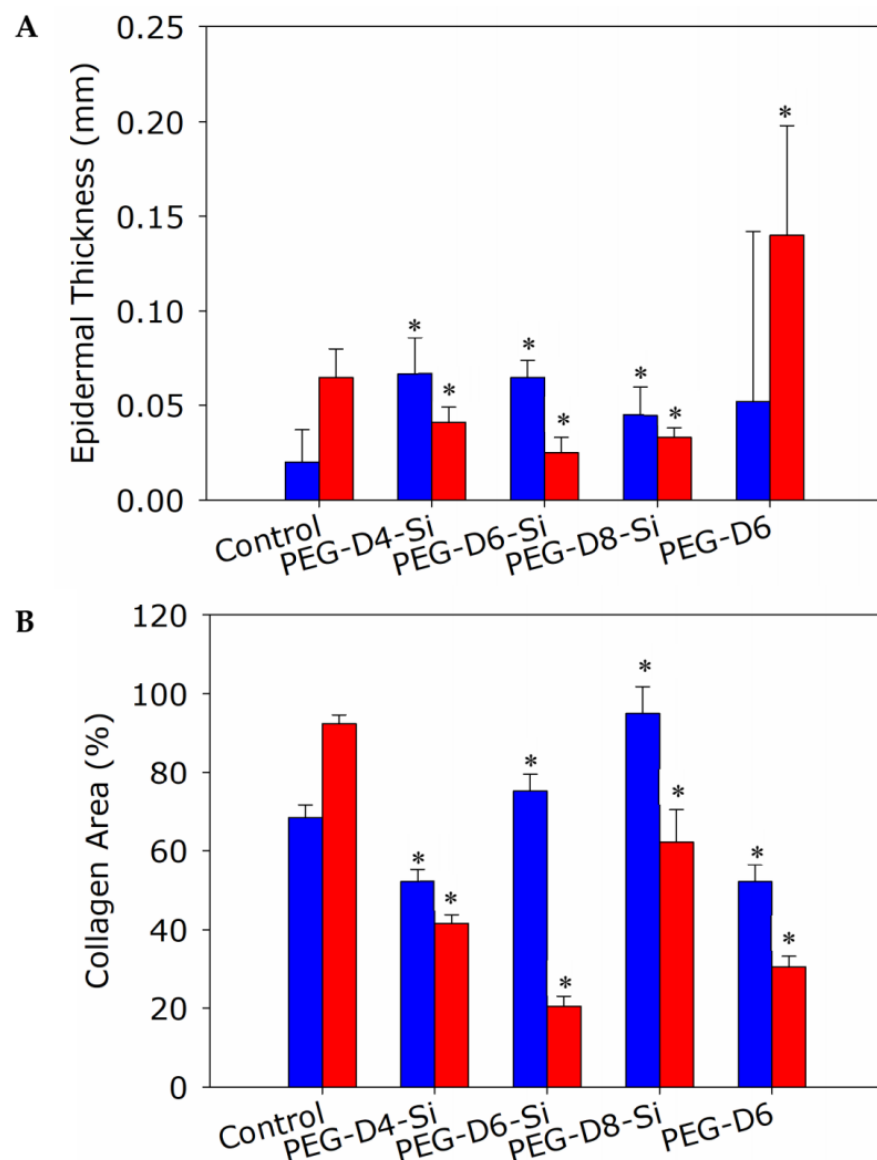 A
Epidermal Thickness (mm)
0.25
0.20
0.15
0.10
0.05
0.00
*
*
*
*
*
*
*
Control
PEG-D4-Si
PEG-D6-Si
PEG-D8-Si
PEG-D6
B
Collagen Area (%)
120
100
80
60
40
20
0
*
*
*
*
*
*
*
*
Control
PEG-D4-Si
PEG-D6-Si
PEG-D8-Si
PEG-D6